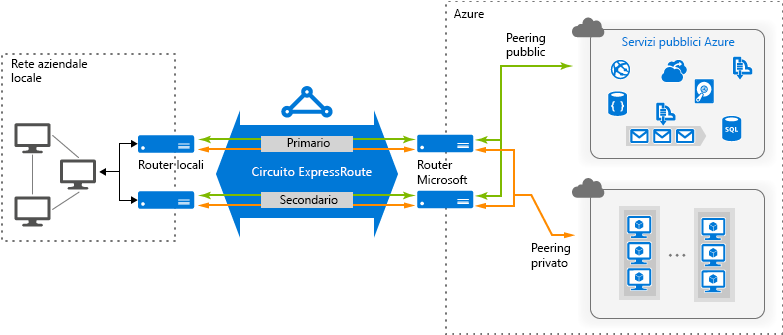 Azure
Rete aziendale
locale
Peering
pubblic
Servizi pubblici Azure
{ }
SQL
Primario
Router locali
Circuito ExpressRoute
Router
Microsoft
Secondario
Peering
privato